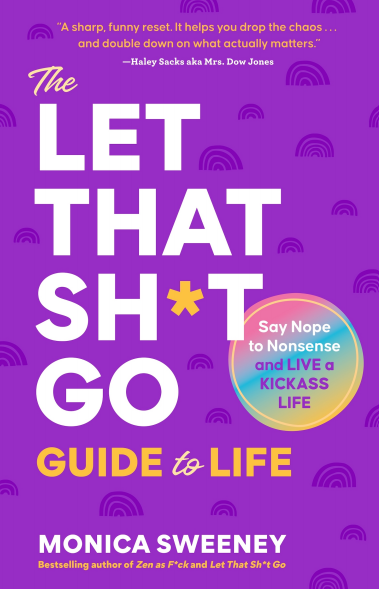 “A sharp, funny reset. It helps you drop the chaos . . .
and double down on what actually matters.”
—Haley Sacks aka Mrs. Dow Jones
The
LET
THAT
SH*T
GO
Say Nope
to Nonsense
and LIVE a
KICKASS
LIFE
GUIDE to LIFE
MONICA SWEENEY
Bestselling author of Zen as F*ck and Let That Sh*t Go